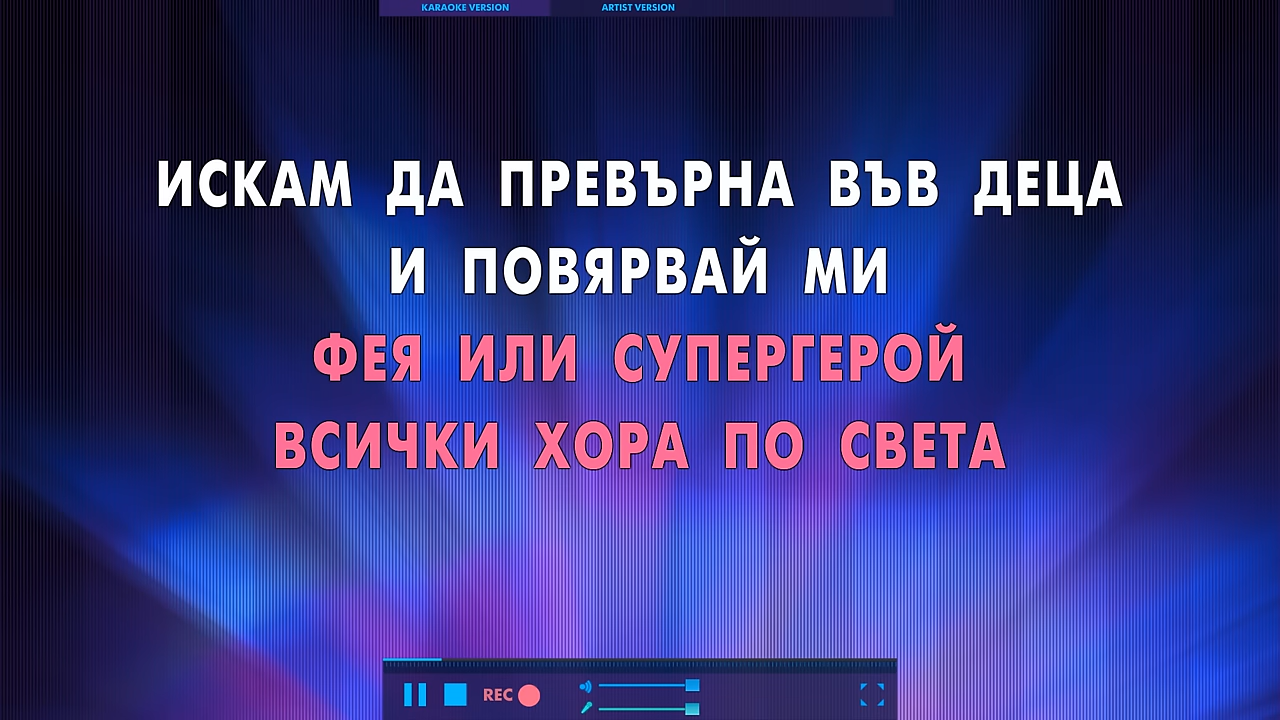 KARAOKE VERSION ARTIST VERSION
ИСКАМ ДА ПРЕВЪРНА ВЪВ ДЕЦА
И ПОВЯРВАЙ МИ
ФЕЯ ИЛИ СУПЕРГЕРОЙ
ВСИЧКИ ХОРА ПО СВЕТА
REC